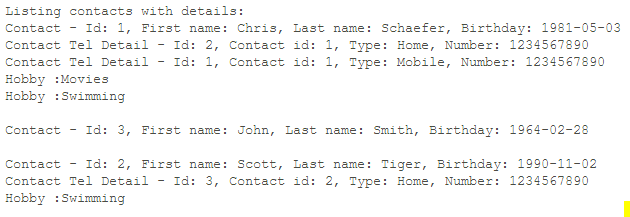 Listing contacts with details:
Contact - Id: 1, First name: Chris, Last name: Schaefer, Birthday: 1981-05-03
Contact Tel Detail - Id: 2, Contact id: 1, Type: Home, Number: 1234567890
Contact Tel Detail - Id: 1, Contact id: 1, Type: Mobile, Number: 1234567890
Hobby :Movies
Hobby :Swimming
Contact - Id: 3, First name: John, Last name: Smith, Birthday: 1964-02-28
Contact - Id: 2, First name: Scott, Last name: Tiger, Birthday: 1990-11-02
Contact Tel Detail - Id: 3, Contact id: 2, Type: Home, Number: 1234567890
Hobby :Swimming